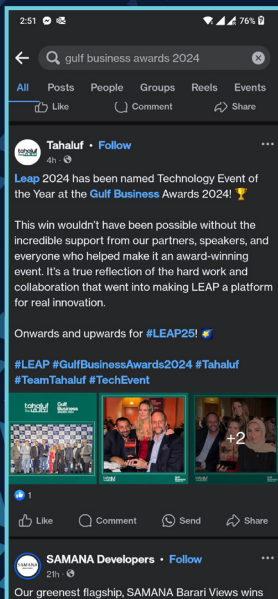 2:51 76%
gulf business awards 2024
All Posts People Groups Reels Events
Like Comment Share
Tahaluf • Follow
4h
Leap 2024 has been named Technology Event of
the Year at the Gulf Business Awards 2024! 🏆
This win wouldn't have been possible without the
incredible support from our partners, speakers, and
everyone who helped make it an award-winning
event. It's a true reflection of the hard work and
collaboration that went into making LEAP a platform
for real innovation.
Onwards and upwards for #LEAP25!
#LEAP #GulfBusinessAwards2024 #Tahaluf
#TeamTahaluf #TechEvent
tahaluf Gulf Business
+2
1
Like Comment Send Share
SAMANA Developers • Follow
21h
Our greenest flagship, SAMANA Barari Views wins